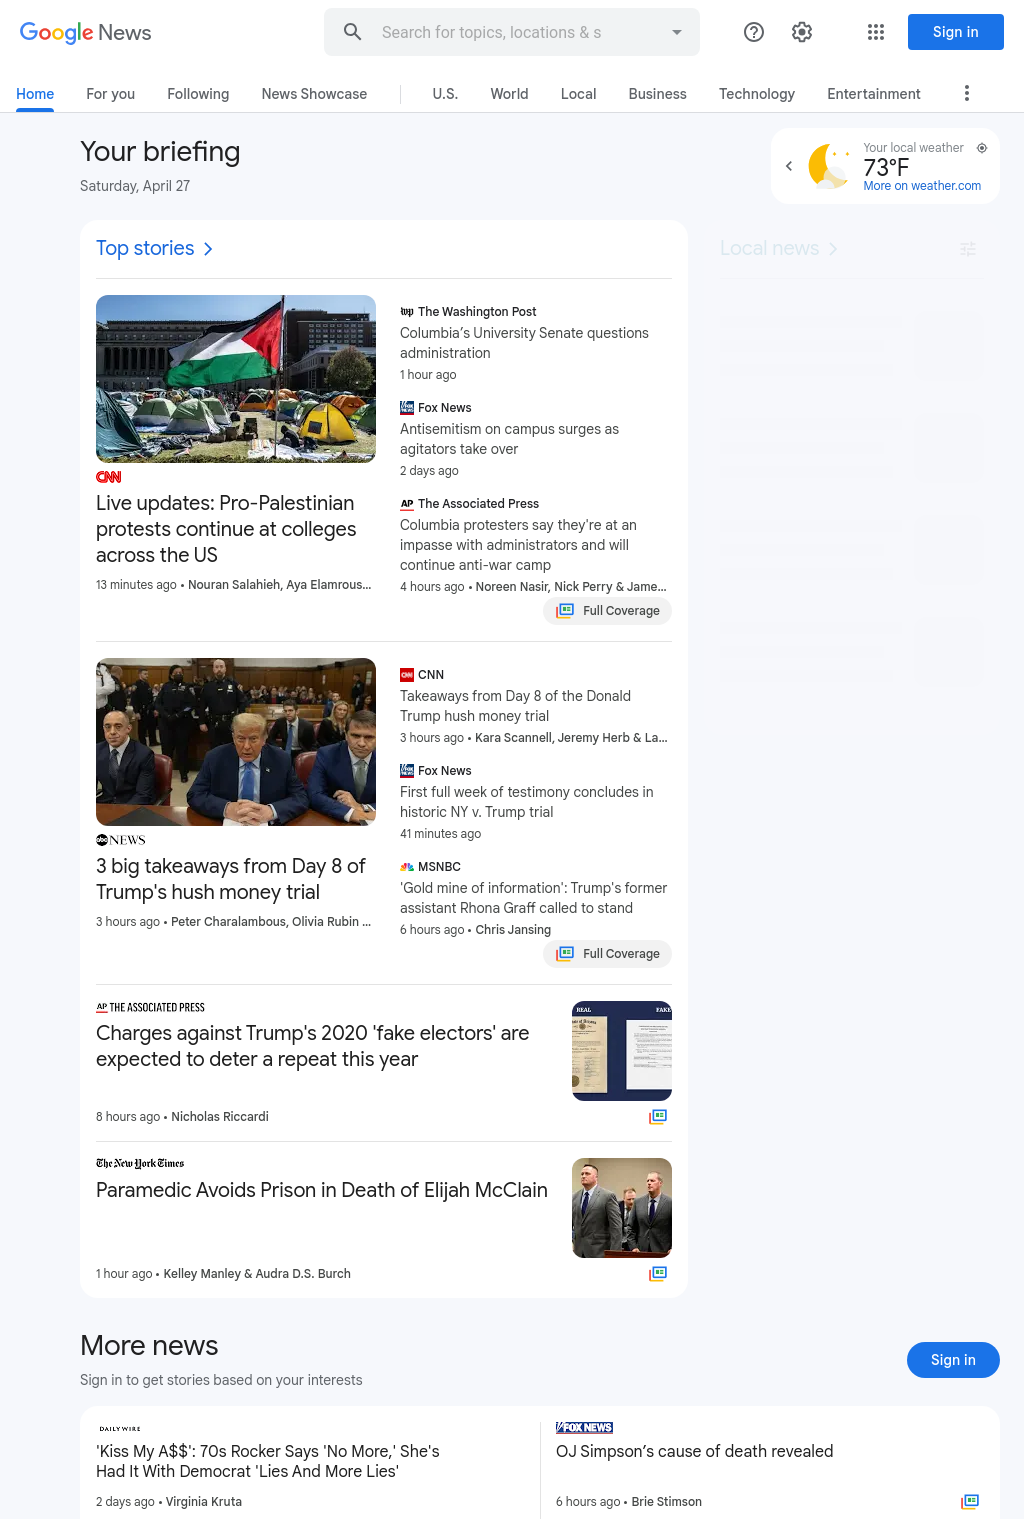 Google News
Search for topics, locations & s
Sign in
Home
For you
Following
News Showcase
U.S.
World
Local
Business
Technology
Entertainment
Your briefing
Saturday, April 27
Your local weather
73°F
More on weather.com
Top stories
Local news
CNN
Live updates: Pro-Palestinian
protests continue at colleges
across the US
13 minutes ago • Nouran Salahieh, Aya Elamrous...
wp The Washington Post
Columbia’s University Senate questions
administration
1 hour ago
Fox News
Antisemitism on campus surges as
agitators take over
2 days ago
AP The Associated Press
Columbia protesters say they're at an
impasse with administrators and will
continue anti-war camp
4 hours ago • Noreen Nasir, Nick Perry & Jame...
Full Coverage
abc NEWS
3 big takeaways from Day 8 of
Trump's hush money trial
3 hours ago • Peter Charalambous, Olivia Rubin ...
CNN CNN
Takeaways from Day 8 of the Donald
Trump hush money trial
3 hours ago • Kara Scannell, Jeremy Herb & La...
Fox News
First full week of testimony concludes in
historic NY v. Trump trial
41 minutes ago
MSNBC
'Gold mine of information': Trump's former
assistant Rhona Graff called to stand
6 hours ago • Chris Jansing
Full Coverage
AP THE ASSOCIATED PRESS
Charges against Trump's 2020 'fake electors' are
expected to deter a repeat this year
8 hours ago • Nicholas Riccardi
REAL
FAKE
The New York Times
Paramedic Avoids Prison in Death of Elijah McClain
1 hour ago • Kelley Manley & Audra D.S. Burch
More news
Sign in to get stories based on your interests
Sign in
DAILYWIRE
'Kiss My A$$': 70s Rocker Says 'No More,' She's
Had It With Democrat 'Lies And More Lies'
2 days ago • Virginia Kruta
FOX NEWS
OJ Simpson’s cause of death revealed
6 hours ago • Brie Stimson